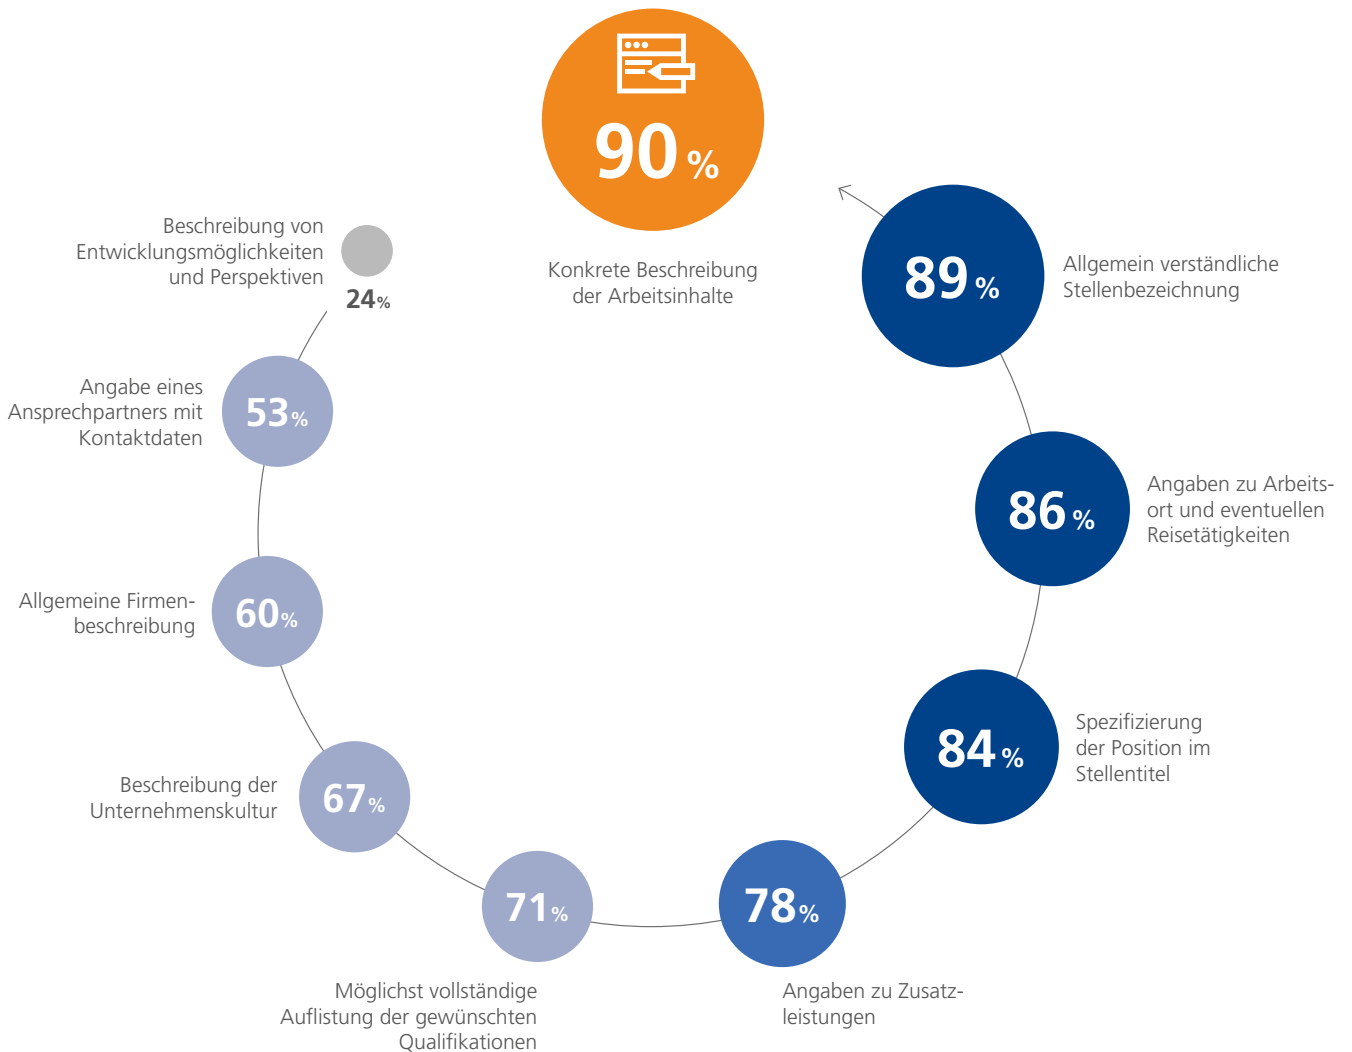 90 %
Konkrete Beschreibung
der Arbeitsinhalte
89 %
Allgemein verständliche
Stellenbezeichnung
86 %
Angaben zu Arbeits-
ort und eventuellen
Reisetätigkeiten
84 %
Spezifizierung
der Position im
Stellentitel
78 %
Angaben zu Zusatz-
leistungen
71 %
Möglichst vollständige
Auflistung der gewünschten
Qualifikationen
67 %
Beschreibung der
Unternehmenskultur
60 %
Allgemeine Firmen-
beschreibung
53 %
Angabe eines
Ansprechpartners mit
Kontaktdaten
24 %
Beschreibung von
Entwicklungsmöglichkeiten
und Perspektiven